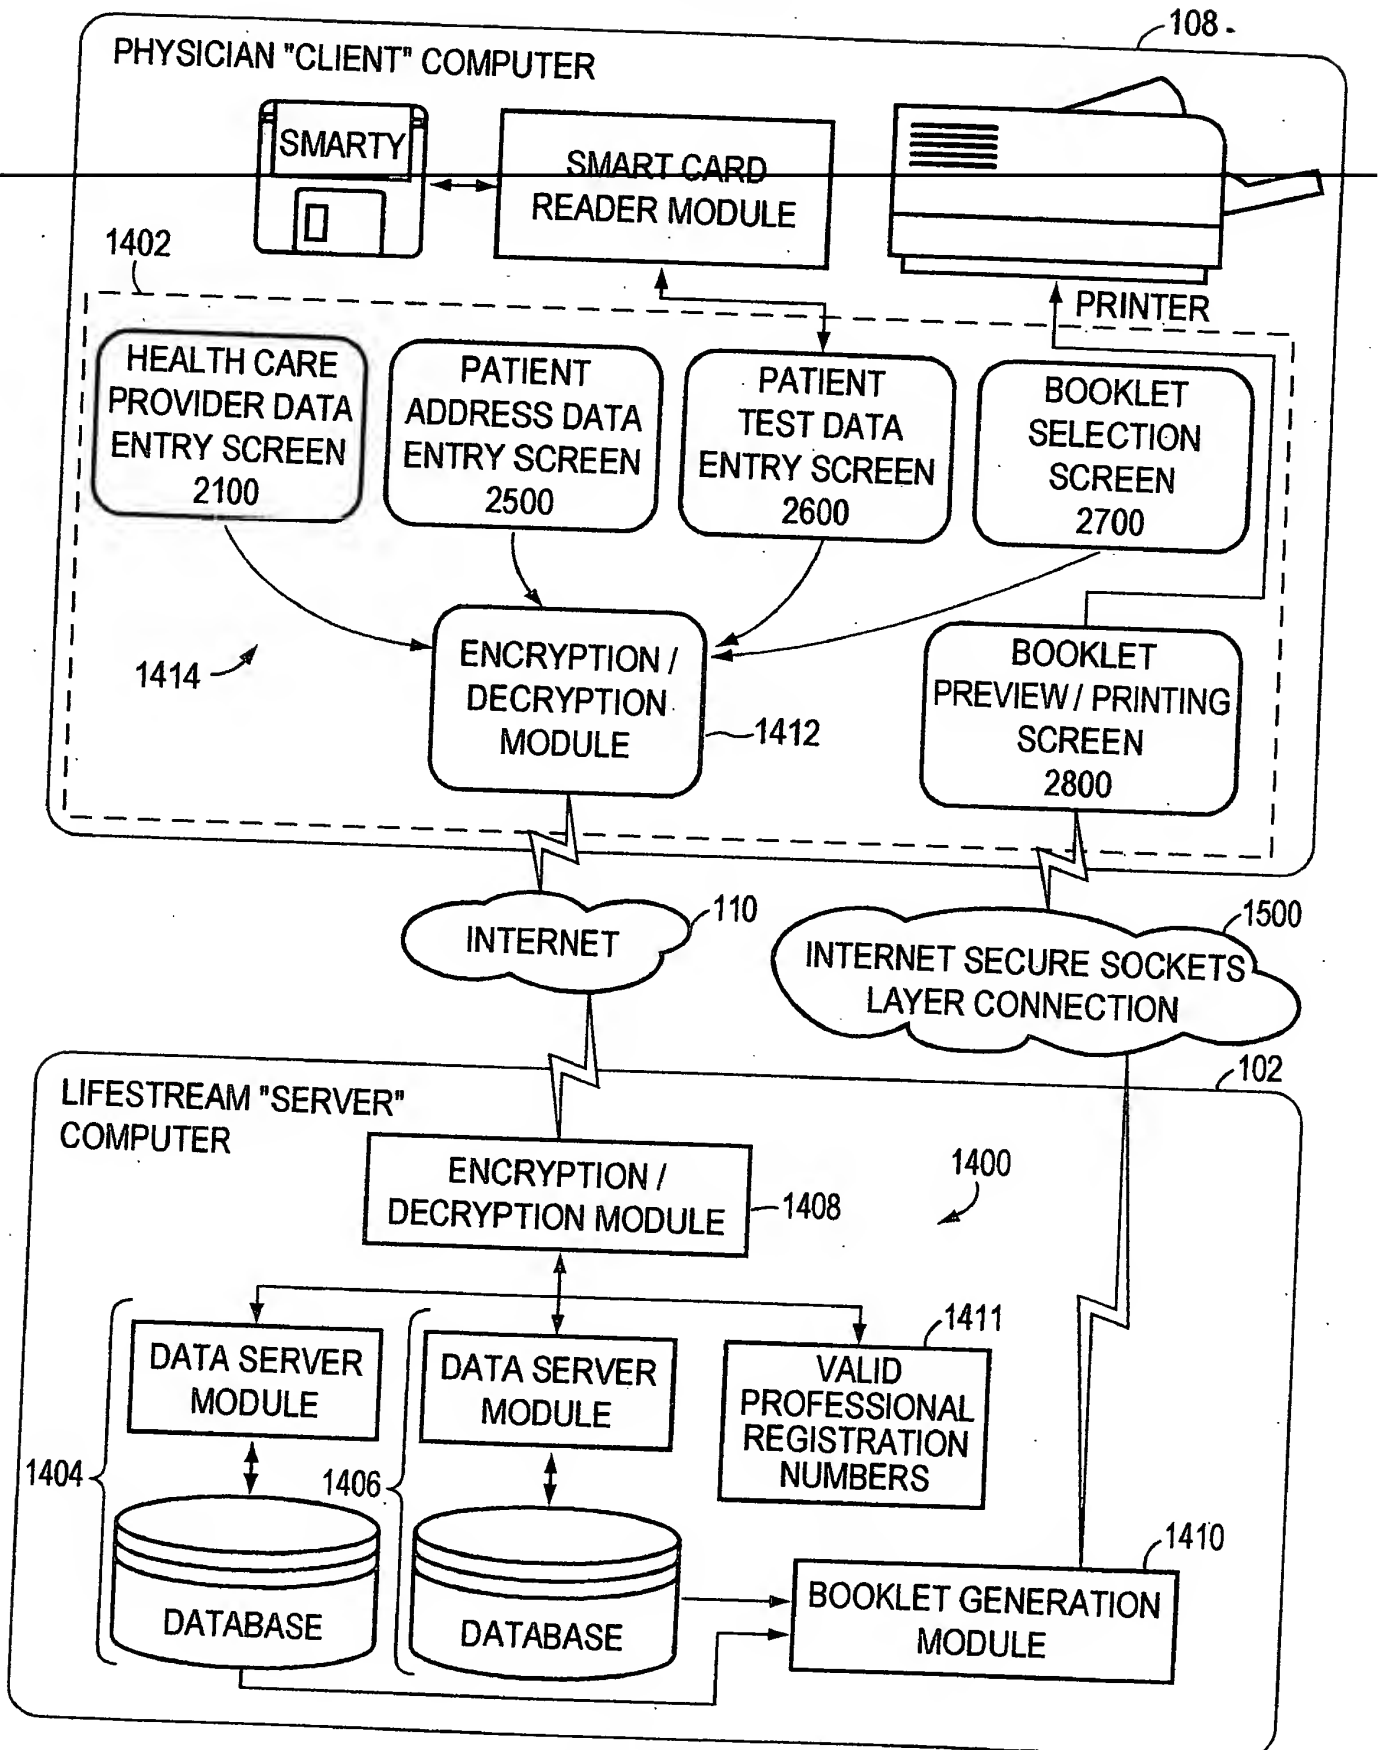 108
PHYSICIAN "CLIENT" COMPUTER
SMARTY
SMART CARD
READER MODULE
1402
PRINTER
HEALTH CARE
PROVIDER DATA
ENTRY SCREEN
2100
PATIENT
ADDRESS DATA
ENTRY SCREEN
2500
PATIENT
TEST DATA
ENTRY SCREEN
2600
BOOKLET
SELECTION
SCREEN
2700
1414
ENCRYPTION /
DECRYPTION
MODULE
1412
BOOKLET
PREVIEW / PRINTING
SCREEN
2800
INTERNET
110
1500
INTERNET SECURE SOCKETS
LAYER CONNECTION
102
LIFESTREAM "SERVER"
COMPUTER
ENCRYPTION /
DECRYPTION MODULE
1408
1400
1411
DATA SERVER
MODULE
DATA SERVER
MODULE
VALID
PROFESSIONAL
REGISTRATION
NUMBERS
1404
1406
1410
DATABASE
DATABASE
BOOKLET GENERATION
MODULE